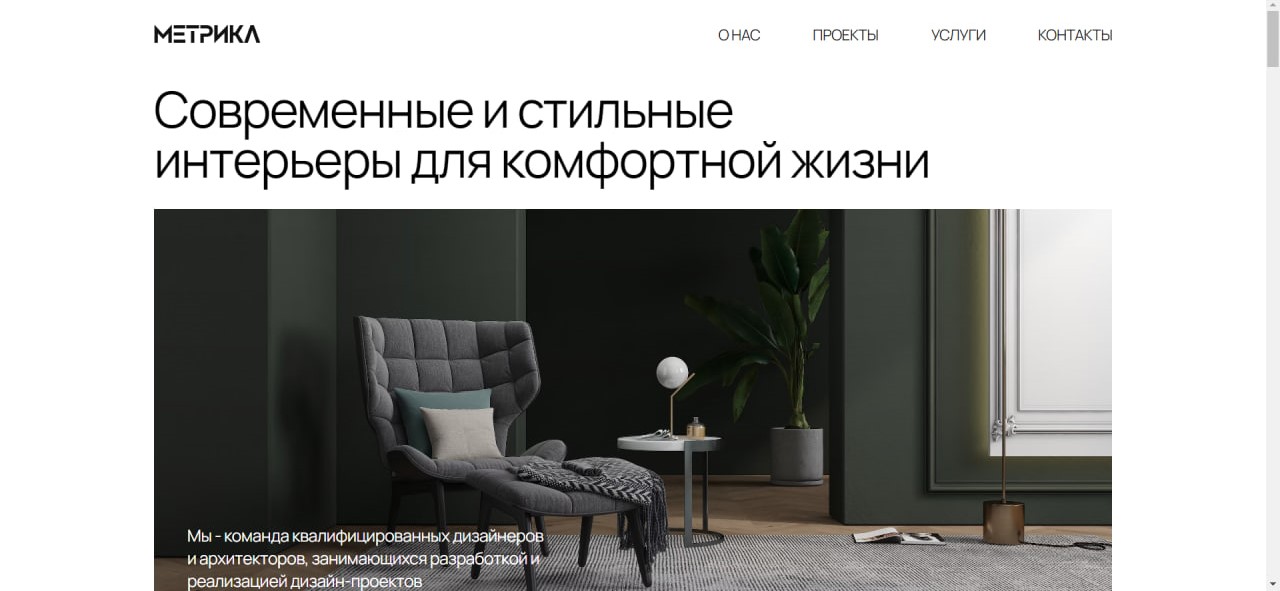 МЕТРИКА
О НАС
ПРОЕКТЫ
УСЛУГИ
КОНТАКТЫ
Современные и стильные
интерьеры для комфортной жизни
Мы - команда квалифицированных дизайнеров
и архитекторов, занимающихся разработкой и
реализацией дизайн-проектов